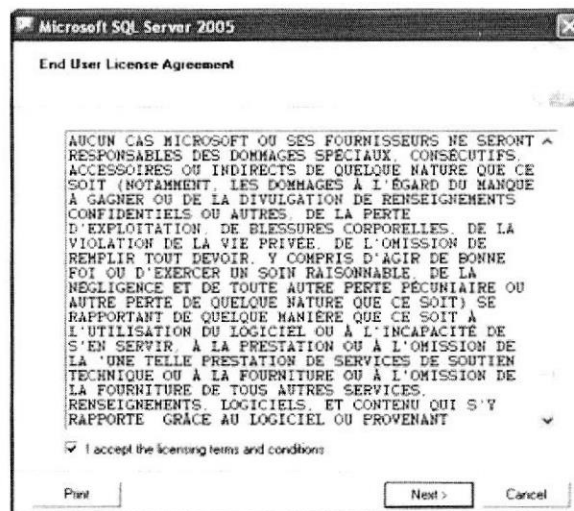 Microsoft SQL Server 2005
End User License Agreement
AUCUN CAS MICROSOFT OU SES FOURNISSEURS NE SERONT
RESPONSABLES DES DOMMAGES SPÉCIAUX, CONSÉCUTIFS,
ACCESSOIRES OU INDIRECTS DE QUELQUE NATURE QUE CE
SOIT (NOTAMMENT, LES DOMMAGES À L'ÉGARD DU MANQUE
À GAGNER OU DE LA DIVULGATION DE RENSEIGNEMENTS
CONFIDENTIELS OU AUTRES, DE LA PERTE
D'EXPLOITATION, DE BLESSURES CORPORELLES, DE LA
VIOLATION DE LA VIE PRIVÉE, DE L'OMISSION DE
REMPLIR TOUT DEVOIR, Y COMPRIS D'AGIR DE BONNE
FOI OU D'EXERCER UN SOIN RAISONNABLE, DE LA
NÉGLIGENCE ET DE TOUTE AUTRE PERTE PÉCUNIAIRE OU
AUTRE PERTE DE QUELQUE NATURE QUE CE SOIT) SE
RAPPORTANT DE QUELQUE MANIÈRE QUE CE SOIT À
L'UTILISATION DU LOGICIEL OU À L'INCAPACITÉ DE
S'EN SERVIR, À LA PRESTATION OU À L'OMISSION DE
LA 'UNE TELLE PRESTATION DE SERVICES DE SOUTIEN
TECHNIQUE OU À LA FOURNITURE OU À L'OMISSION DE
LA FOURNITURE DE TOUS AUTRES SERVICES,
RENSEIGNEMENTS, LOGICIELS, ET CONTENU QUI S'Y
RAPPORTE GRÂCE AU LOGICIEL OU PROVENANT
I accept the licensing terms and conditions
Print Next > Cancel